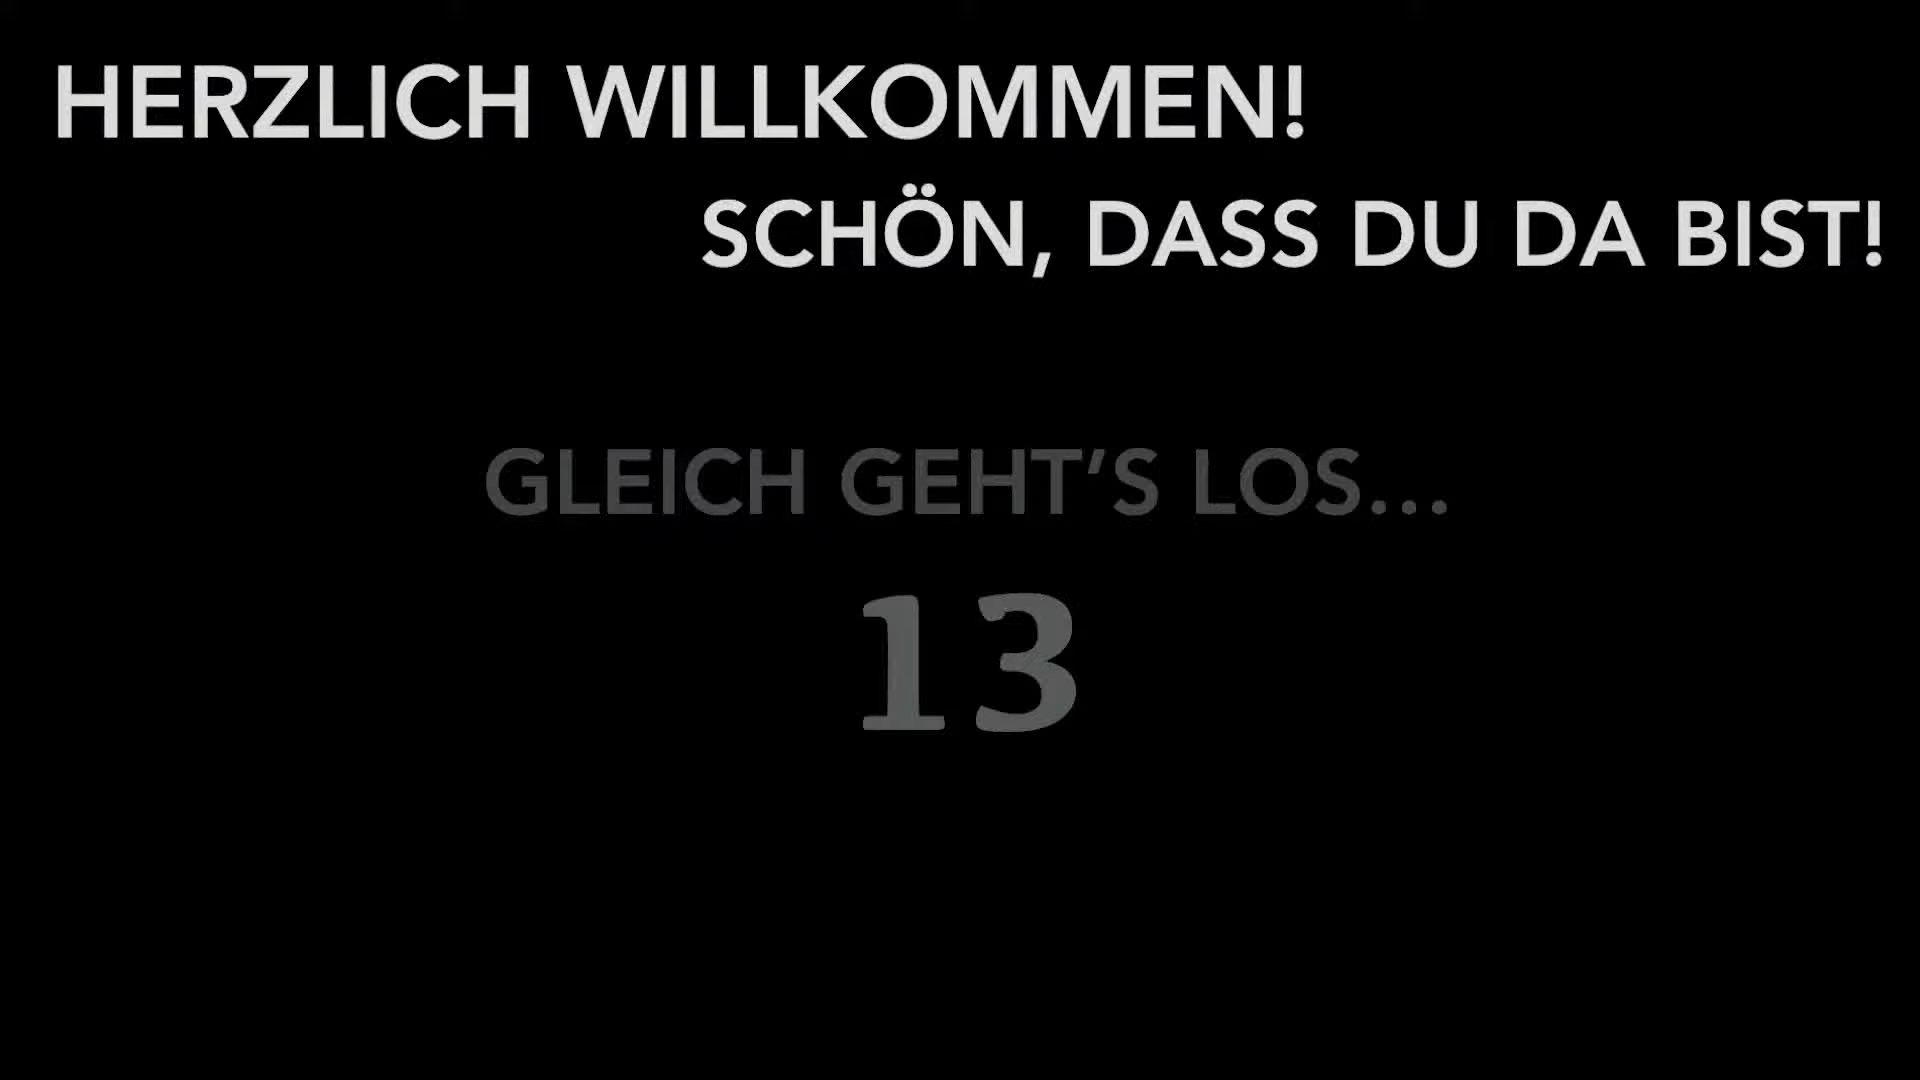 HERZLICH WILLKOMMEN!
SCHÖN, DASS DU DA BIST!
GLEICH GEHT’S LOS...
13